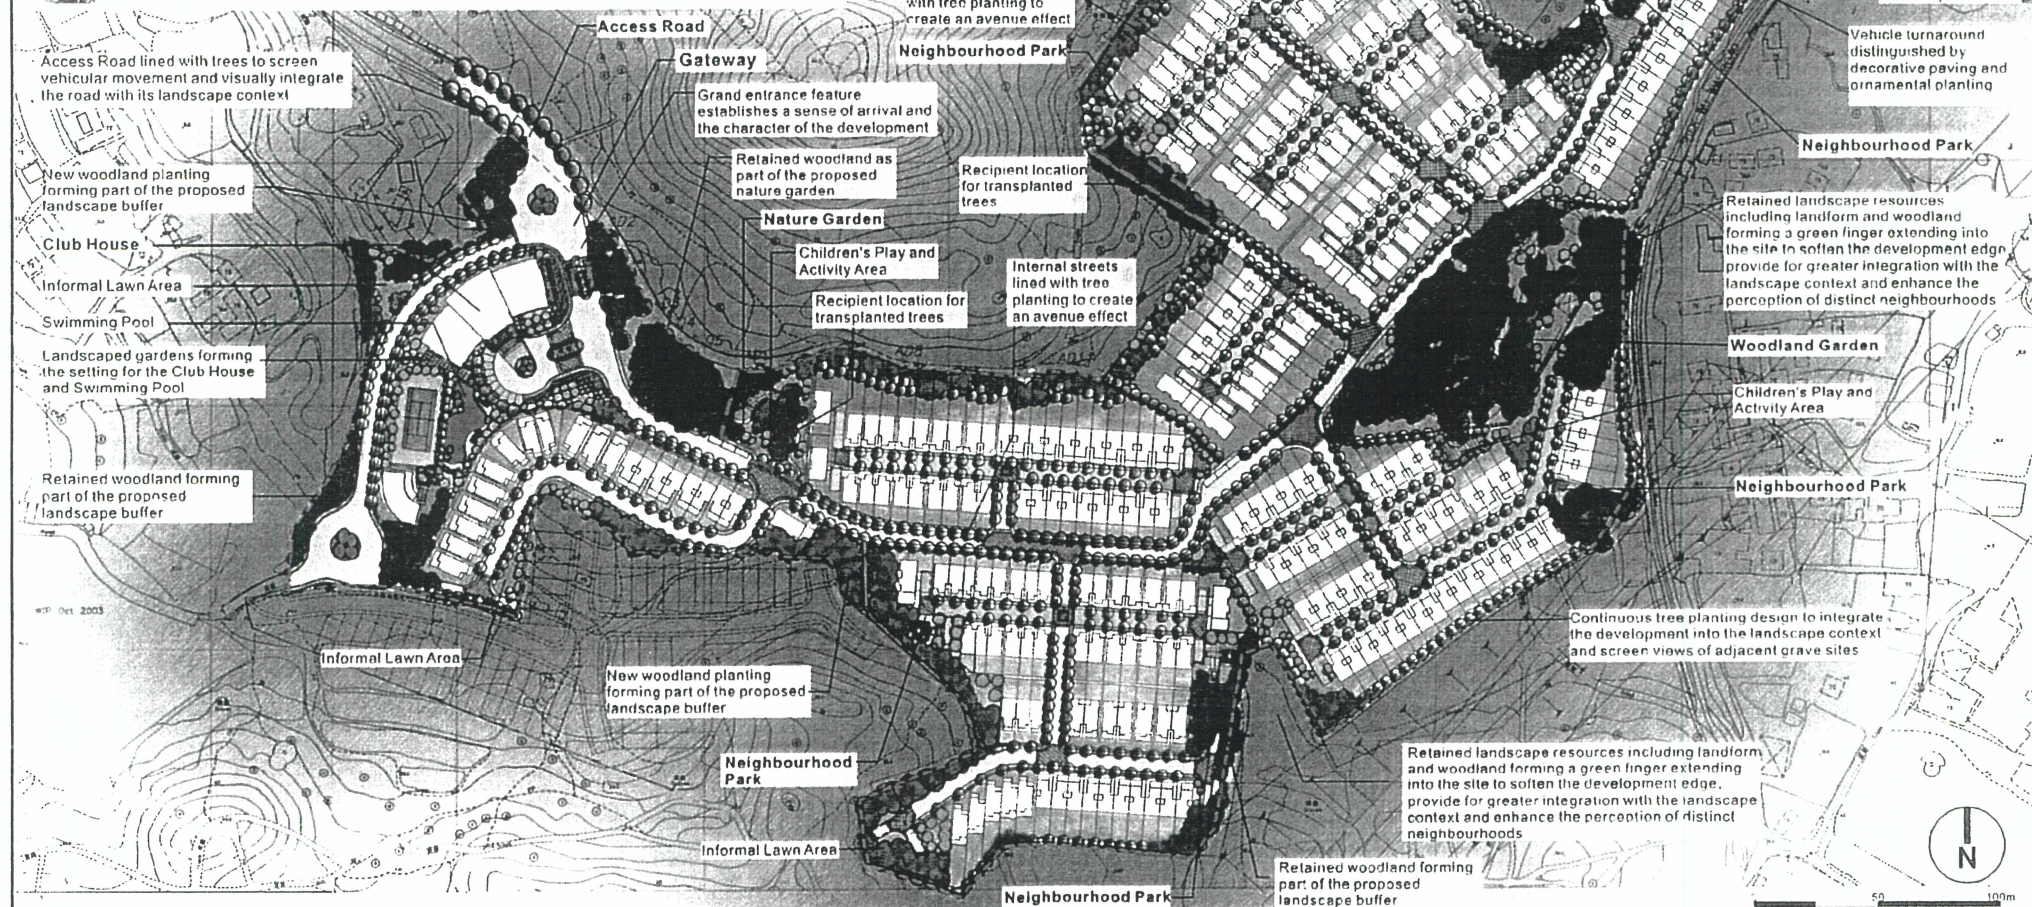 with tree planting to
create an avenue effect
Access Road
Neighbourhood Park
Access Road lined with trees to screen
vehicular movement and visually integrate
the road with its landscape context
Gateway
Grand entrance feature
establishes a sense of arrival and
the character of the development
Vehicle turnaround
distinguished by
decorative paving and
ornamental planting
Neighbourhood Park
New woodland planting
forming part of the proposed
landscape buffer
Retained woodland as
part of the proposed
nature garden
Recipient location
for transplanted
trees
Nature Garden
Retained landscape resources
including landform and woodland
forming a green finger extending into
the site to soften the development edge
provide for greater integration with the
landscape context and enhance the
perception of distinct neighbourhoods
Club House
Informal Lawn Area
Children's Play and
Activity Area
Internal streets
lined with tree
planting to create
an avenue effect
Recipient location for
transplanted trees
Swimming Pool
Landscaped gardens forming
the setting for the Club House
and Swimming Pool
Woodland Garden
Children's Play and
Activity Area
Retained woodland forming
part of the proposed
landscape buffer
Neighbourhood Park
WIP Oct 2003
Continuous tree planting design to integrate
the development into the landscape context
and screen views of adjacent grave sites
Informal Lawn Area
New woodland planting
forming part of the proposed
landscape buffer
Neighbourhood
Park
Retained landscape resources including landform
and woodland forming a green finger extending
into the site to soften the development edge,
provide for greater integration with the landscape
context and enhance the perception of distinct
neighbourhoods
Informal Lawn Area
N
Neighbourhood Park
Retained woodland forming
part of the proposed
landscape buffer
50
100m